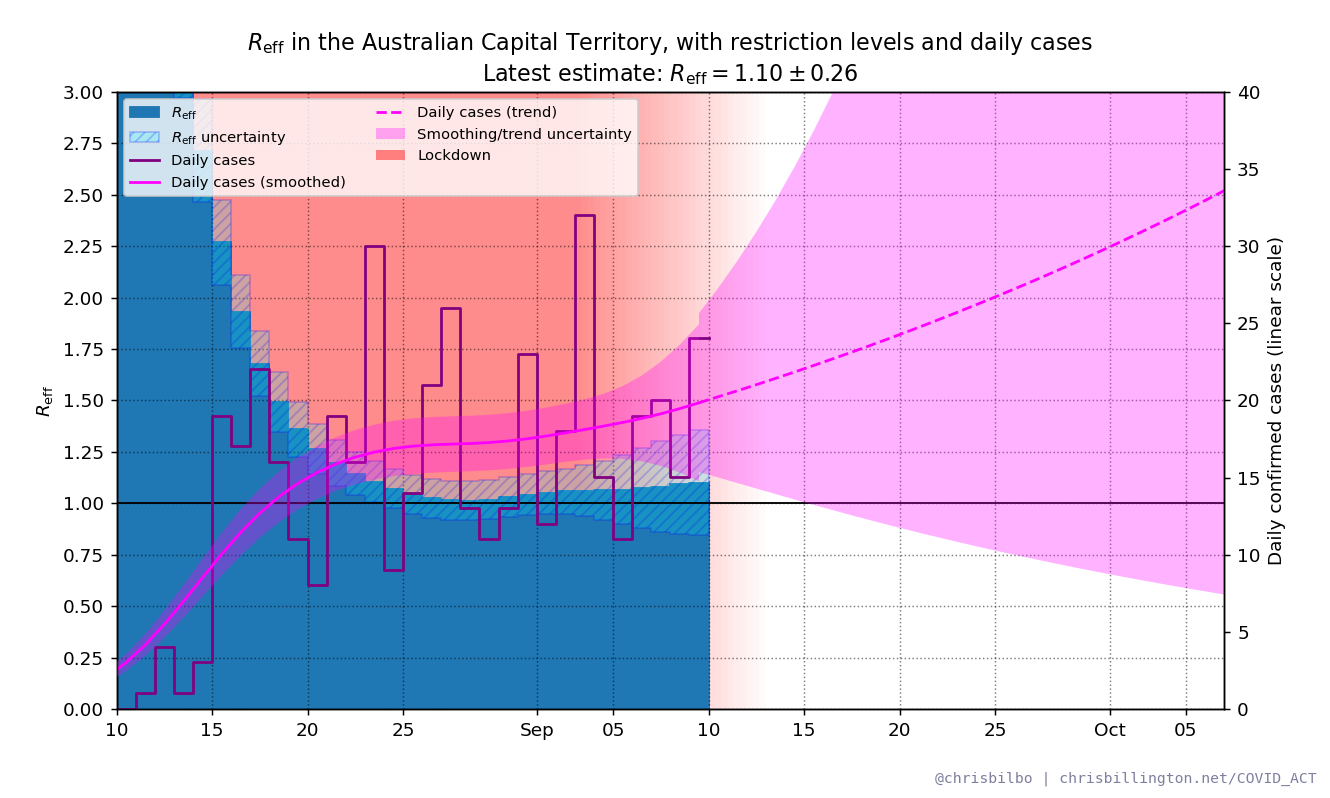 R_eff in the Australian Capital Territory, with restriction levels and daily cases
Latest estimate: R_eff = 1.10 ± 0.26
R_eff
R_eff uncertainty
Daily cases
Daily cases (smoothed)
Daily cases (trend)
Smoothing/trend uncertainty
Lockdown
3.00
2.75
2.50
2.25
2.00
1.75
1.50
1.25
1.00
0.75
0.50
0.25
0.00
R_eff
40
35
30
25
20
15
10
5
0
Daily confirmed cases (linear scale)
10 15 20 25 Sep 05 10 15 20 25 Oct 05
@chrisbilbo | chrisbillington.net/COVID_ACT